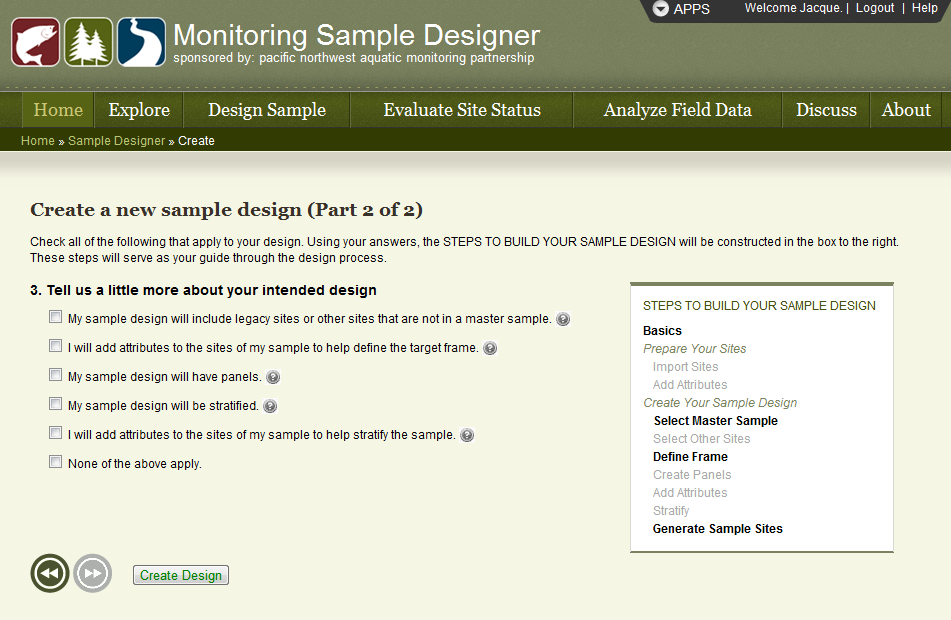 APPS
Welcome Jacque. | Logout | Help
Monitoring Sample Designer
sponsored by: pacific northwest aquatic monitoring partnership
Home Explore Design Sample Evaluate Site Status Analyze Field Data Discuss About
Home » Sample Designer » Create
Create a new sample design (Part 2 of 2)
Check all of the following that apply to your design. Using your answers, the STEPS TO BUILD YOUR SAMPLE DESIGN will be constructed in the box to the right.
These steps will serve as your guide through the design process.
3. Tell us a little more about your intended design
My sample design will include legacy sites or other sites that are not in a master sample. ?
I will add attributes to the sites of my sample to help define the target frame. ?
My sample design will have panels. ?
My sample design will be stratified. ?
I will add attributes to the sites of my sample to help stratify the sample. ?
None of the above apply.
STEPS TO BUILD YOUR SAMPLE DESIGN
Basics
Prepare Your Sites
Import Sites
Add Attributes
Create Your Sample Design
Select Master Sample
Select Other Sites
Define Frame
Create Panels
Add Attributes
Stratify
Generate Sample Sites
Create Design